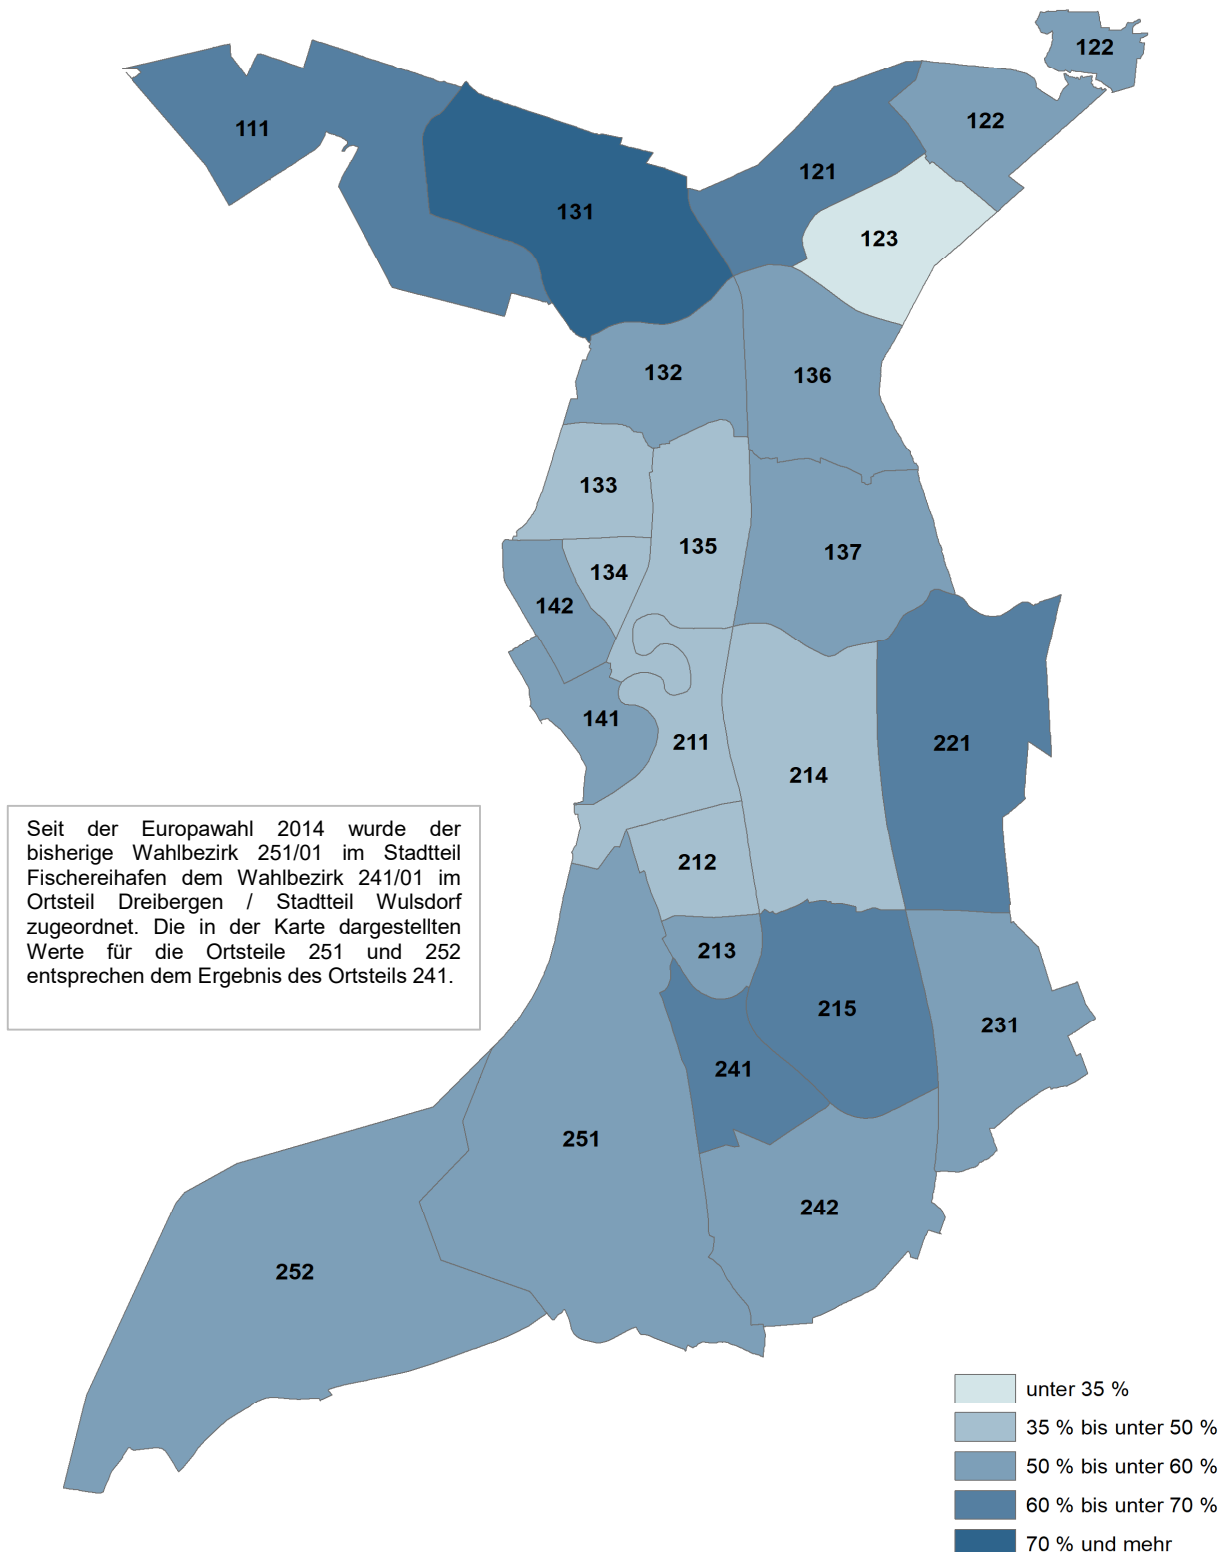 122
122
111
121
131
123
132
136
133
135
137
134
142
141
211
221
214
Seit der Europawahl 2014 wurde der
bisherige Wahlbezirk 251/01 im Stadtteil
Fischereihafen dem Wahlbezirk 241/01 im
Ortsteil Dreibergen / Stadtteil Wulsdorf
zugeordnet. Die in der Karte dargestellten
Werte für die Ortsteile 251 und 252
entsprechen dem Ergebnis des Ortsteils 241.
212
213
215
231
241
251
242
252
unter 35 %
35 % bis unter 50 %
50 % bis unter 60 %
60 % bis unter 70 %
70 % und mehr